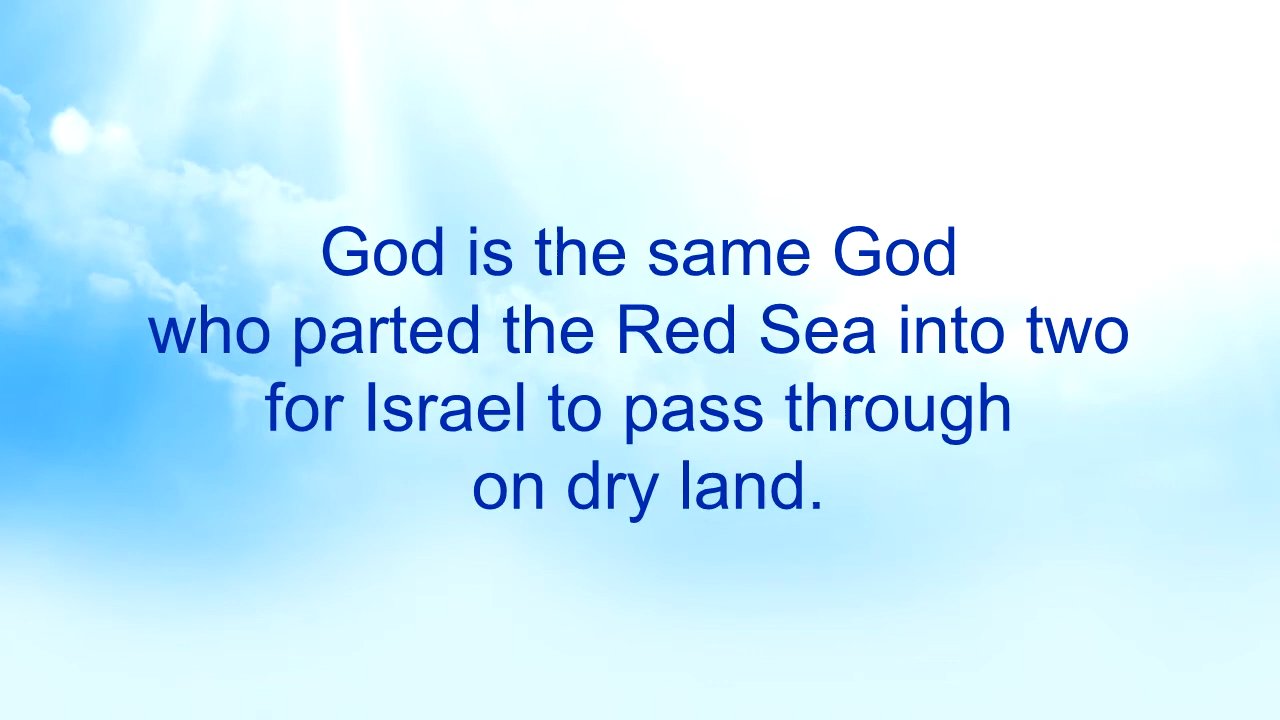 God is the same God
who parted the Red Sea into two
for Israel to pass through
on dry land.